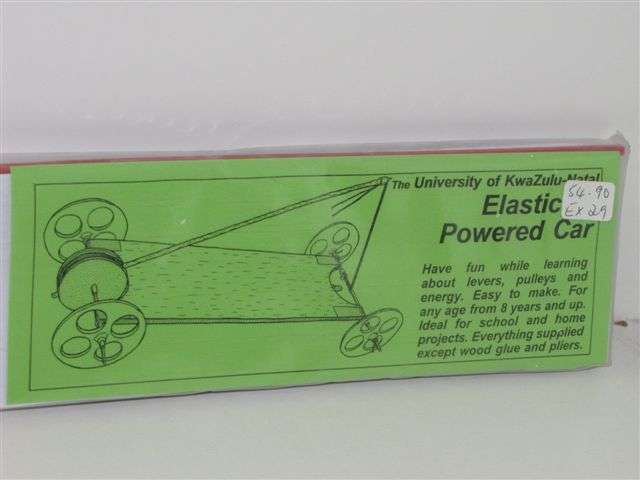 The University of KwaZulu-Natal
Elastic
Powered Car
54-90
Ex 29
Have fun while learning
about levers, pulleys and
energy. Easy to make. For
any age from 8 years and up.
Ideal for school and home
projects. Everything supplied
except wood glue and pliers.